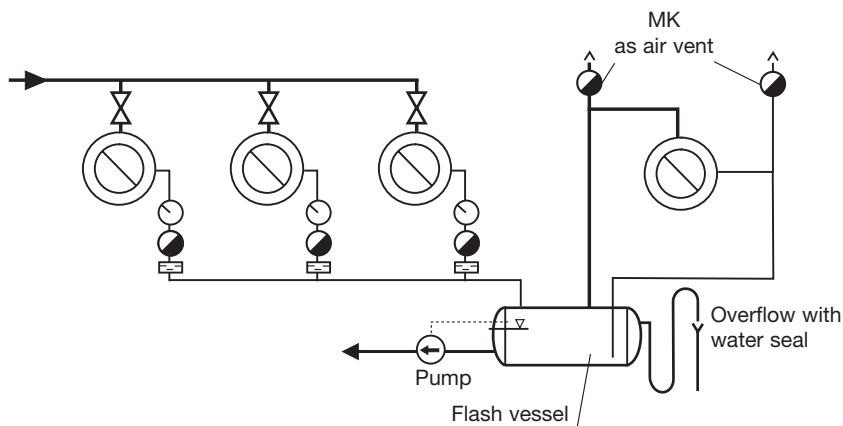 MK
as air vent
Overflow with
water seal
Pump
Flash vessel